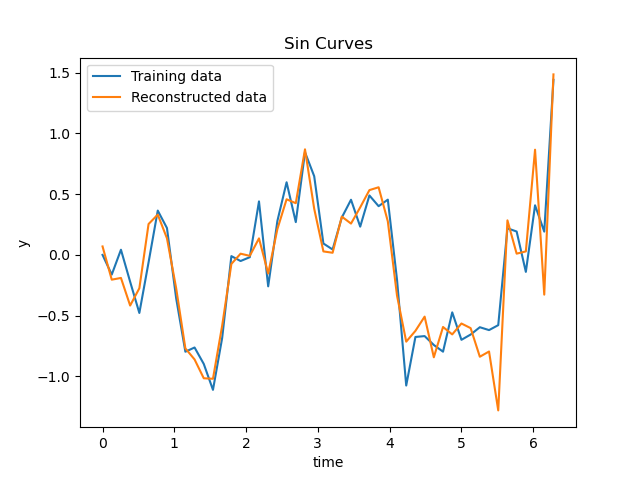 Sin Curves
Training data
Reconstructed data
1.5
1.0
0.5
0.0
−0.5
−1.0
y
0 1 2 3 4 5 6
time